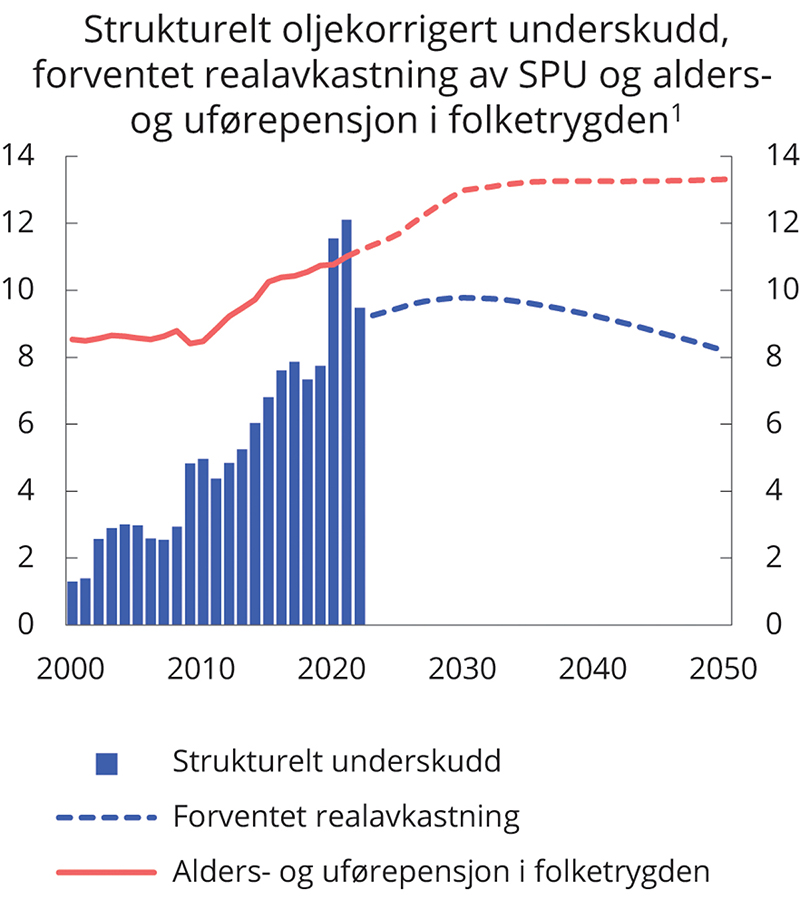 Strukturelt oljekorrigert underskudd,
forventet realavkastning av SPU og alders-
og uførepensjon i folketrygden¹
14 14
12 12
10 10
8 8
6 6
4 4
2 2
0 0
2000 2010 2020 2030 2040 2050
Strukturelt underskudd
Forventet realavkastning
Alders- og uførepensjon i folketrygden